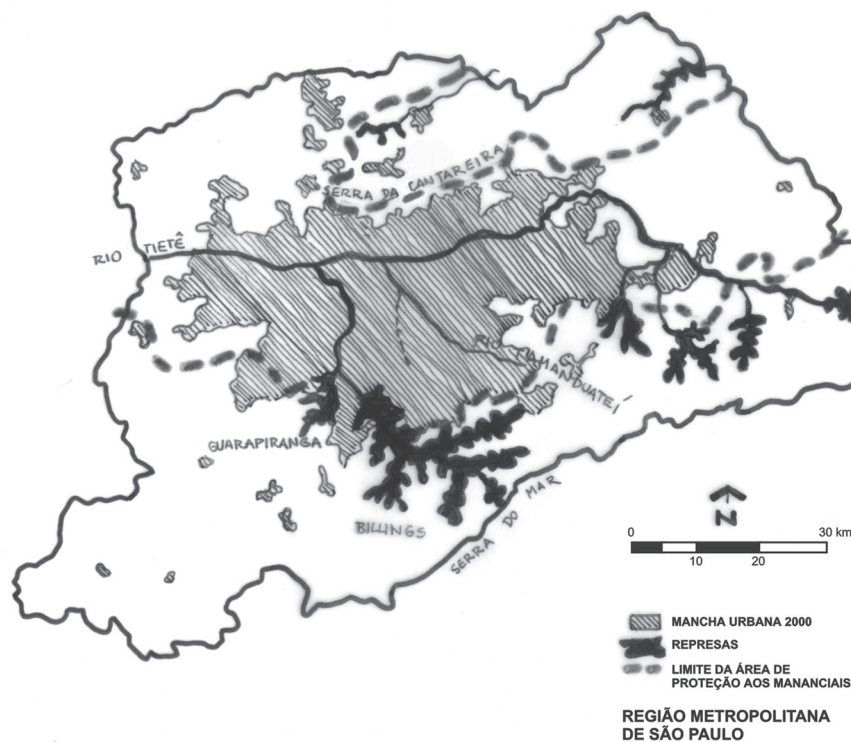 SERRA DA CANTAREIRA
RIO TIETÊ
RIO TAMANDUATEÍ
GUARAPIRANGA
BILLINGS
SERRA DO MAR
N
0 30 km
10 20
MANCHA URBANA 2000
REPRESAS
LIMITE DA ÁREA DE
PROTEÇÃO AOS MANANCIAIS
REGIÃO METROPOLITANA
DE SÃO PAULO